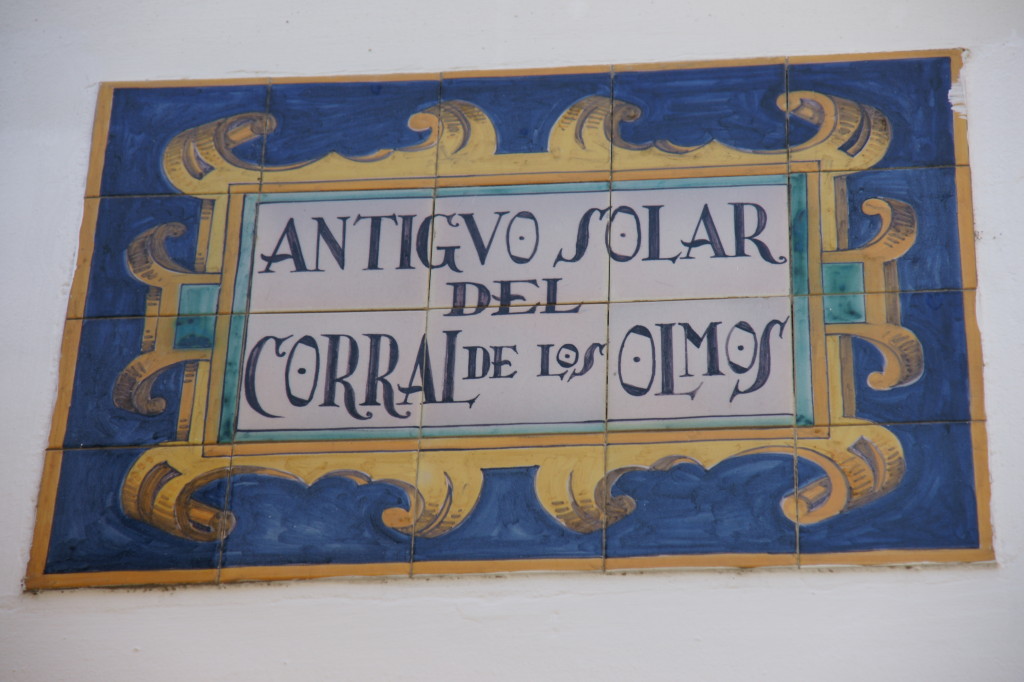 ANTIGVO SOLAR
DEL
CORRAL DE LOS OLMOS